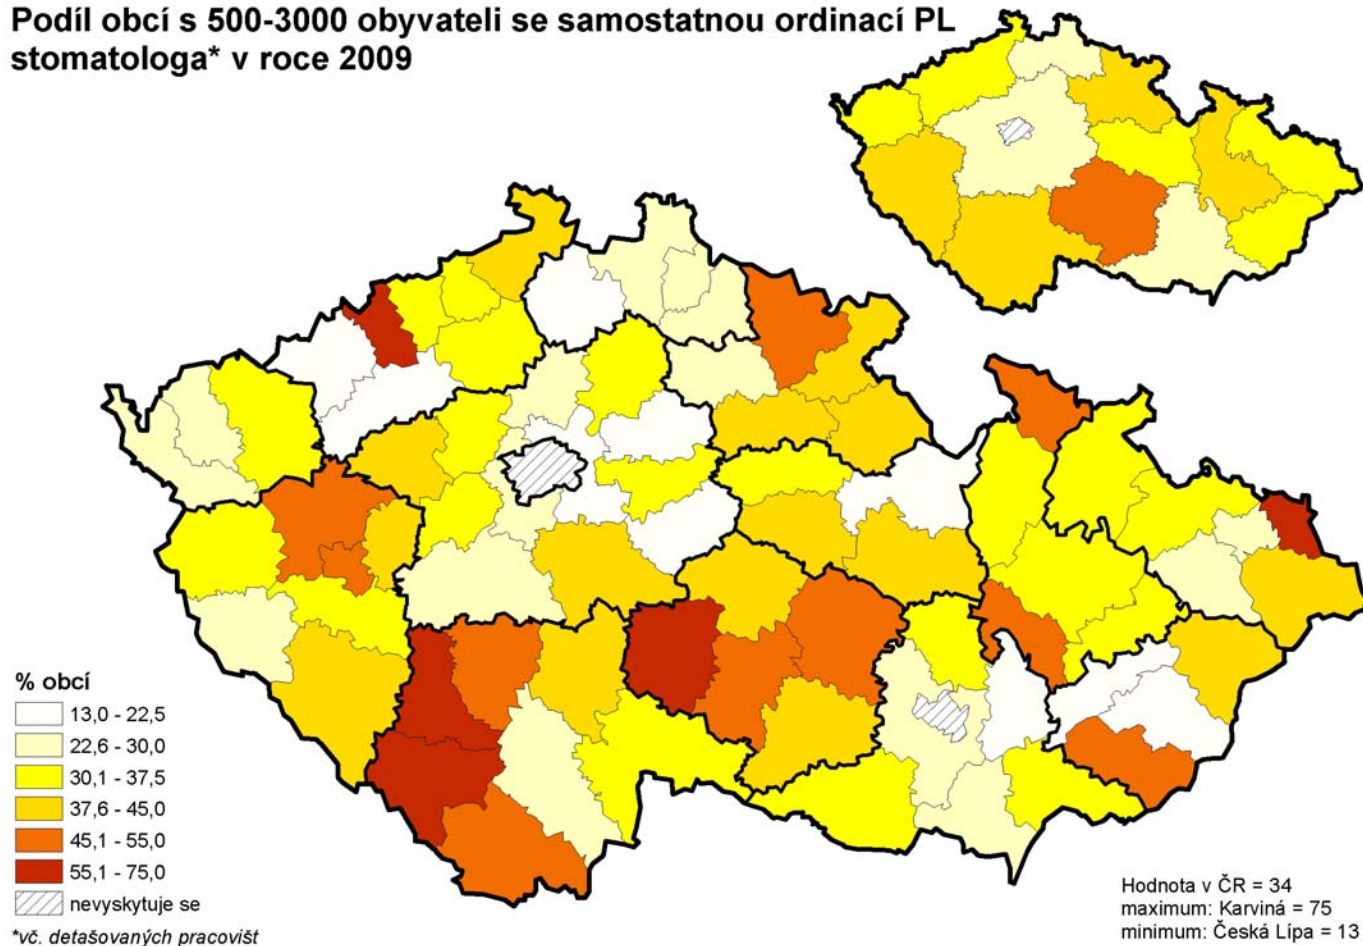 Podíl obcí s 500-3000 obyvateli se samostatnou ordinací PL
stomatologa* v roce 2009
% obcí
13,0 - 22,5
22,6 - 30,0
30,1 - 37,5
37,6 - 45,0
45,1 - 55,0
55,1 - 75,0
nevyskytuje se
*vč. detašovaných pracovišt
Hodnota v ČR = 34
maximum: Karviná = 75
minimum: Česká Lípa = 13